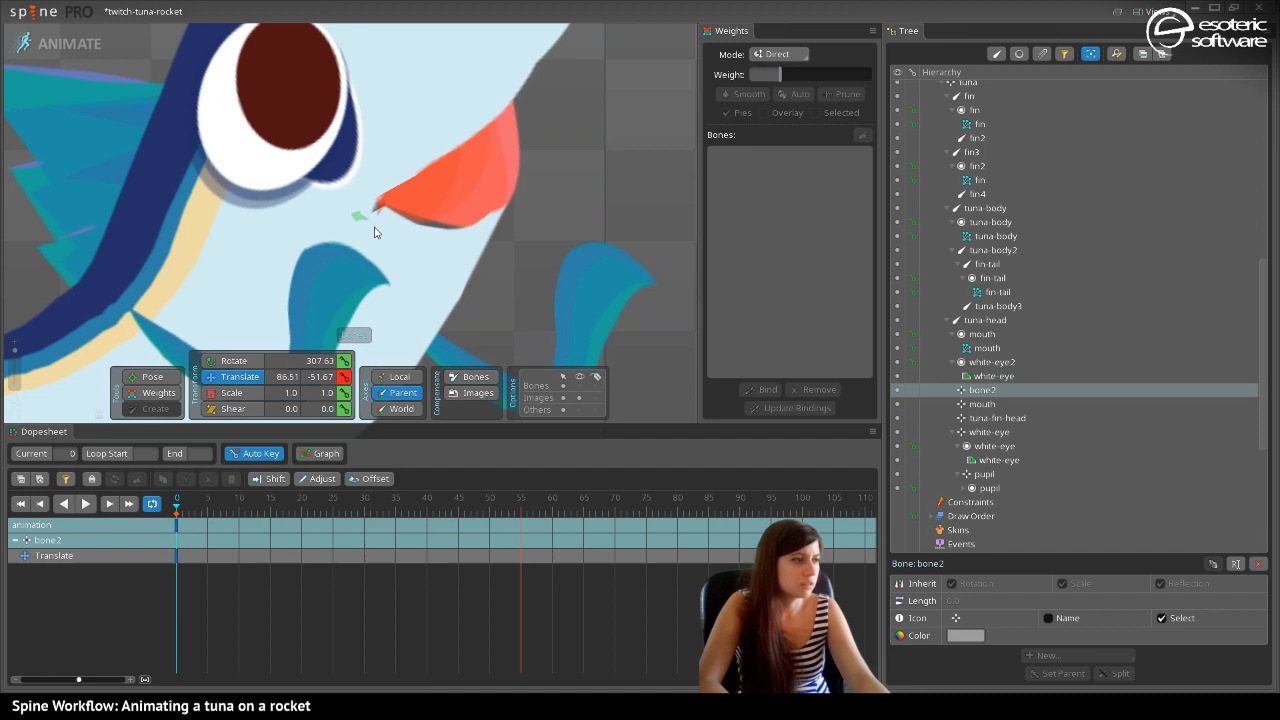 spine PRO *twitch-tuna-rocket
Views
esoteric
software
ANIMATE
Weights
Mode: Direct
Weight:
Smooth Auto Prune
Pies Overlay Selected
Bones:
Bind Remove
Update Bindings
Tree
Hierarchy
tuna
fin
fin
fin
fin2
fin3
fin2
fin
fin4
tuna-body
tuna-body
tuna-body
tuna-body2
fin-tail
fin-tail
fin-tail
tuna-body3
tuna-head
mouth
mouth
white-eye2
white-eye
bone2
mouth
tuna-fin-head
white-eye
white-eye
white-eye
pupil
pupil
Constraints
Draw Order
Skins
Events
Bone: bone2
Inherit Rotation Scale Reflection
Length 0.0
Icon Name Select
Color
New...
Set Parent Split
Tools
Pose
Weights
Create
Transform
Rotate 307.63
Translate 86.51 -51.67
Scale 1.0 1.0
Shear 0.0 0.0
Axes
Local
Parent
World
Compensate
Bones
Images
Options
Bones
Images
Others
Dopesheet
Current 0 Loop Start End Auto Key Graph
Shift Adjust Offset
0 5 10 15 20 25 30 35 40 45 50 55 60 65 70 75 80 85 90 95 100 105 110
animation
bone2
Translate
Spine Workflow: Animating a tuna on a rocket